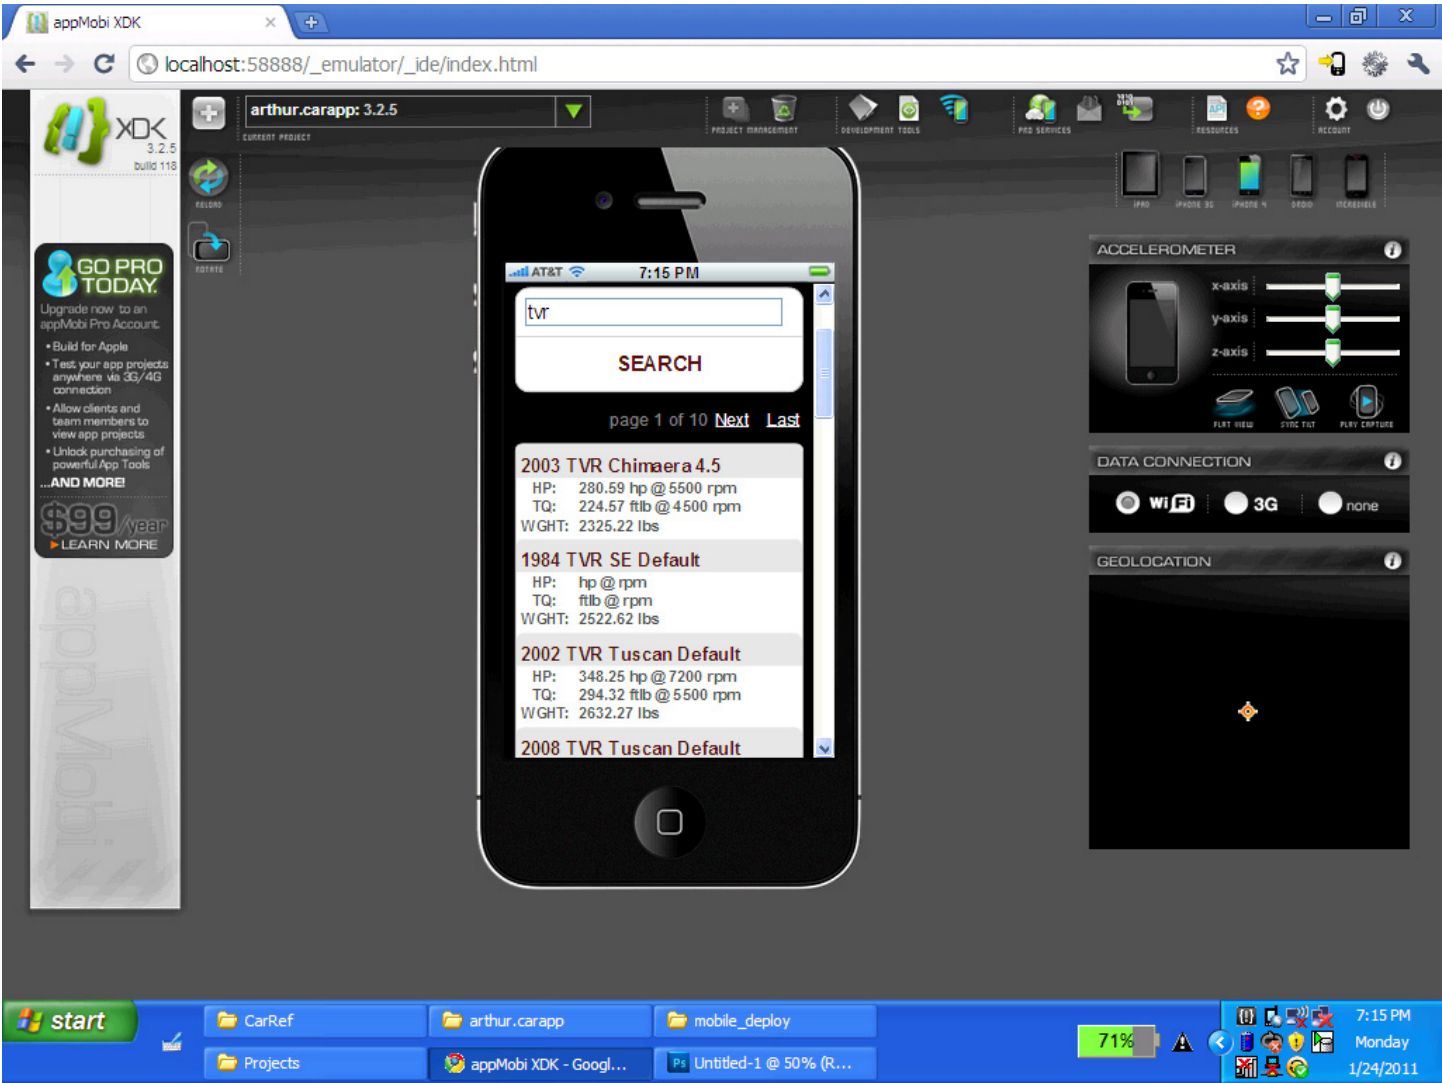 appMobi XDK
localhost:58888/_emulator/_ide/index.html
XDK
3.2.5
build 118
arthur.carapp: 3.2.5
CURRENT PROJECT
PROJECT MANAGEMENT
DEVELOPMENT TOOLS
PRO SERVICES
RESOURCES
ACCOUNT
RELOAD
ROTATE
iPAD
iPHONE 3G
iPHONE 4
DROID
INCREDIBLE
GO PRO
TODAY.
Upgrade now to an
appMobi Pro Account.
• Build for Apple
• Test your app projects
anywhere via 3G/4G
connection
• Allow clients and
team members to
view app projects
• Unlock purchasing of
powerful App Tools
...AND MORE!
$99/year
LEARN MORE
appMobi
AT&T 7:15 PM
tvr
SEARCH
page 1 of 10 Next Last
2003 TVR Chimaera 4.5
HP: 280.59 hp @ 5500 rpm
TQ: 224.57 ftlb @ 4500 rpm
WGHT: 2325.22 lbs
1984 TVR SE Default
HP: hp @ rpm
TQ: ftlb @ rpm
WGHT: 2522.62 lbs
2002 TVR Tuscan Default
HP: 348.25 hp @ 7200 rpm
TQ: 294.32 ftlb @ 5500 rpm
WGHT: 2632.27 lbs
2008 TVR Tuscan Default
ACCELEROMETER
x-axis
y-axis
z-axis
FLAT VIEW
SYNC TILT
PLAY CAPTURE
DATA CONNECTION
WiFi 3G none
GEOLOCATION
start
CarRef
arthur.carapp
mobile_deploy
Projects
appMobi XDK - Googl...
Ps Untitled-1 @ 50% (R...
71%
7:15 PM
Monday
1/24/2011